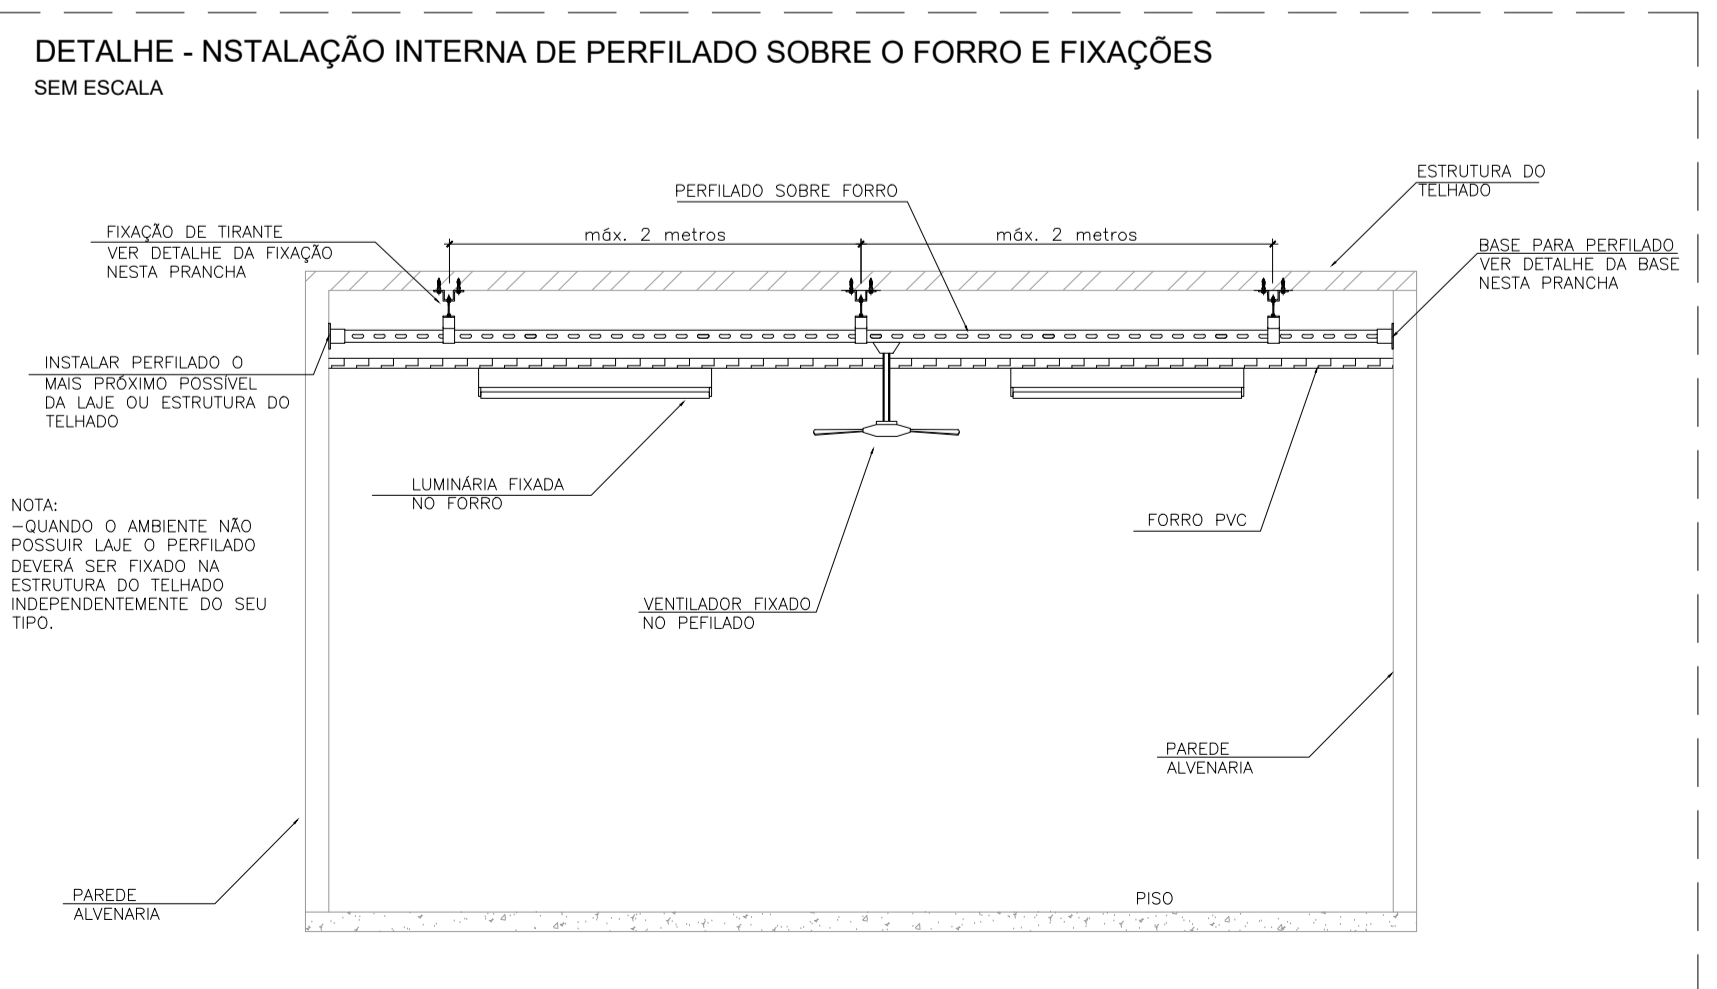 DETALHE - NSTALAÇÃO INTERNA DE PERFILADO SOBRE O FORRO E FIXAÇÕES
SEM ESCALA
ESTRUTURA DO
TELHADO
PERFILADO SOBRE FORRO
FIXAÇÃO DE TIRANTE
VER DETALHE DA FIXAÇÃO
NESTA PRANCHA
máx. 2 metros
máx. 2 metros
BASE PARA PERFILADO
VER DETALHE DA BASE
NESTA PRANCHA
INSTALAR PERFILADO O
MAIS PRÓXIMO POSSÍVEL
DA LAJE OU ESTRUTURA DO
TELHADO
LUMINÁRIA FIXADA
NO FORRO
NOTA:
-QUANDO O AMBIENTE NÃO
POSSUIR LAJE O PERFILADO
DEVERÁ SER FIXADO NA
ESTRUTURA DO TELHADO
INDEPENDENTEMENTE DO SEU
TIPO.
FORRO PVC
VENTILADOR FIXADO
NO PEFILADO
PAREDE
ALVENARIA
PAREDE
ALVENARIA
PISO